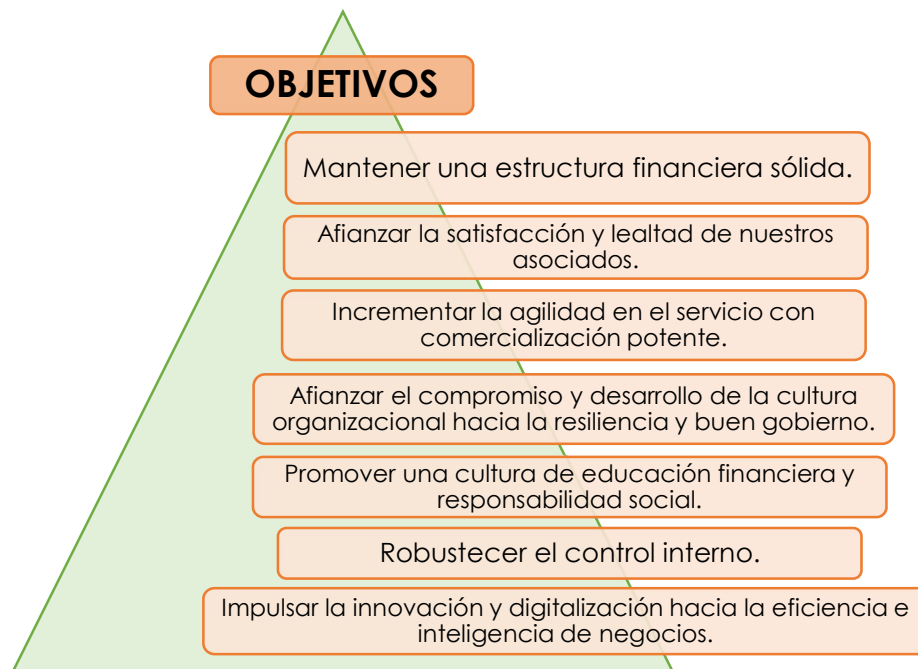 OBJETIVOS
Mantener una estructura financiera sólida.
Afianzar la satisfacción y lealtad de nuestros
asociados.
Incrementar la agilidad en el servicio con
comercialización potente.
Afianzar el compromiso y desarrollo de la cultura
organizacional hacia la resiliencia y buen gobierno.
Promover una cultura de educación financiera y
responsabilidad social.
Robustecer el control interno.
Impulsar la innovación y digitalización hacia la eficiencia e
inteligencia de negocios.